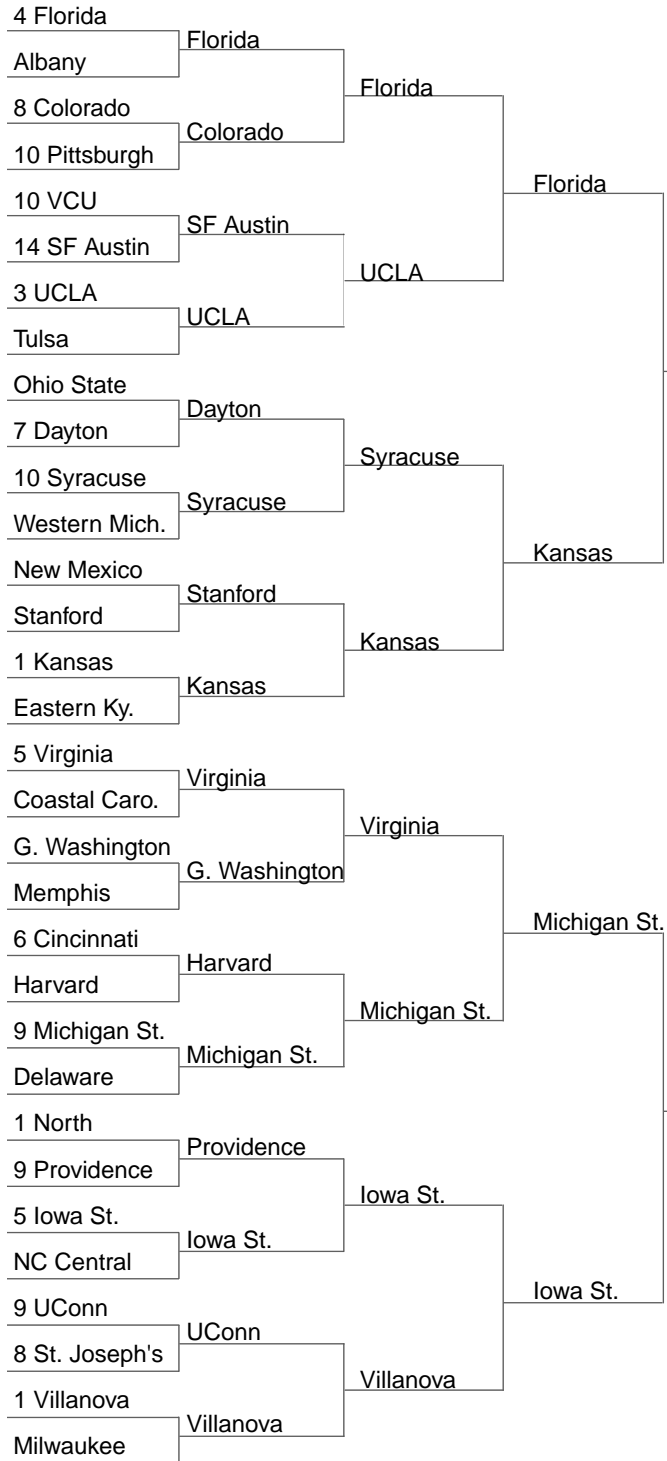 4 Florida
Florida
Albany
Florida
8 Colorado
Colorado
10 Pittsburgh
Florida
10 VCU
SF Austin
14 SF Austin
UCLA
3 UCLA
UCLA
Tulsa
Ohio State
Dayton
7 Dayton
Syracuse
10 Syracuse
Syracuse
Western Mich.
Kansas
New Mexico
Stanford
Stanford
Kansas
1 Kansas
Kansas
Eastern Ky.
5 Virginia
Virginia
Coastal Caro.
Virginia
G. Washington
G. Washington
Memphis
Michigan St.
6 Cincinnati
Harvard
Harvard
Michigan St.
9 Michigan St.
Michigan St.
Delaware
1 North
Providence
9 Providence
Iowa St.
5 Iowa St.
Iowa St.
NC Central
Iowa St.
9 UConn
UConn
8 St. Joseph's
Villanova
1 Villanova
Villanova
Milwaukee